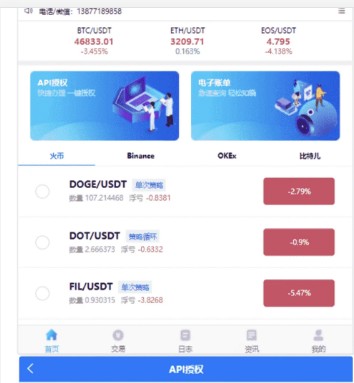 电话/微信: 13877189858
BTC/USDT ETH/USDT EOS/USDT
46833.01 3209.71 4.795
-3.455% 0.163% -4.138%
API授权 电子账单
快速办理 一键授权
轻松知晓
火币 Binance OKEx 比特儿
DOGE/USDT 单次策略
数量 107.214468 浮亏 -0.8381
-2.79%
DOT/USDT 策略循环
数量 2.666373 浮亏 -0.6332
-0.9%
FIL/USDT 单次策略
数量 0.930315 浮亏 -3.8268
-5.47%
首页 交易 日志 资讯 我的
API授权